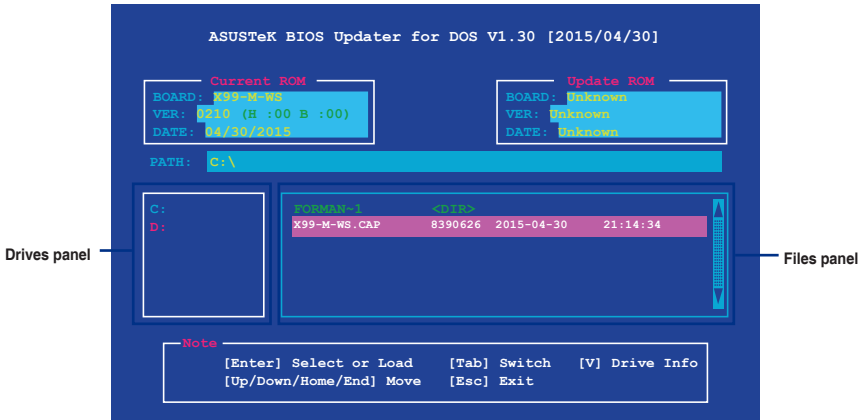 ASUSTeK BIOS Updater for DOS V1.30 [2015/04/30]
Current ROM
BOARD: X99-M-WS
VER: 0210 (H :00 B :00)
DATE: 04/30/2015
Update ROM
BOARD: Unknown
VER: Unknown
DATE: Unknown
PATH: C:\
C:
D:
FORMAN~1 <DIR>
X99-M-WS.CAP 8390626 2015-04-30 21:14:34
Drives panel
Files panel
Note
[Enter] Select or Load [Tab] Switch [V] Drive Info
[Up/Down/Home/End] Move [Esc] Exit